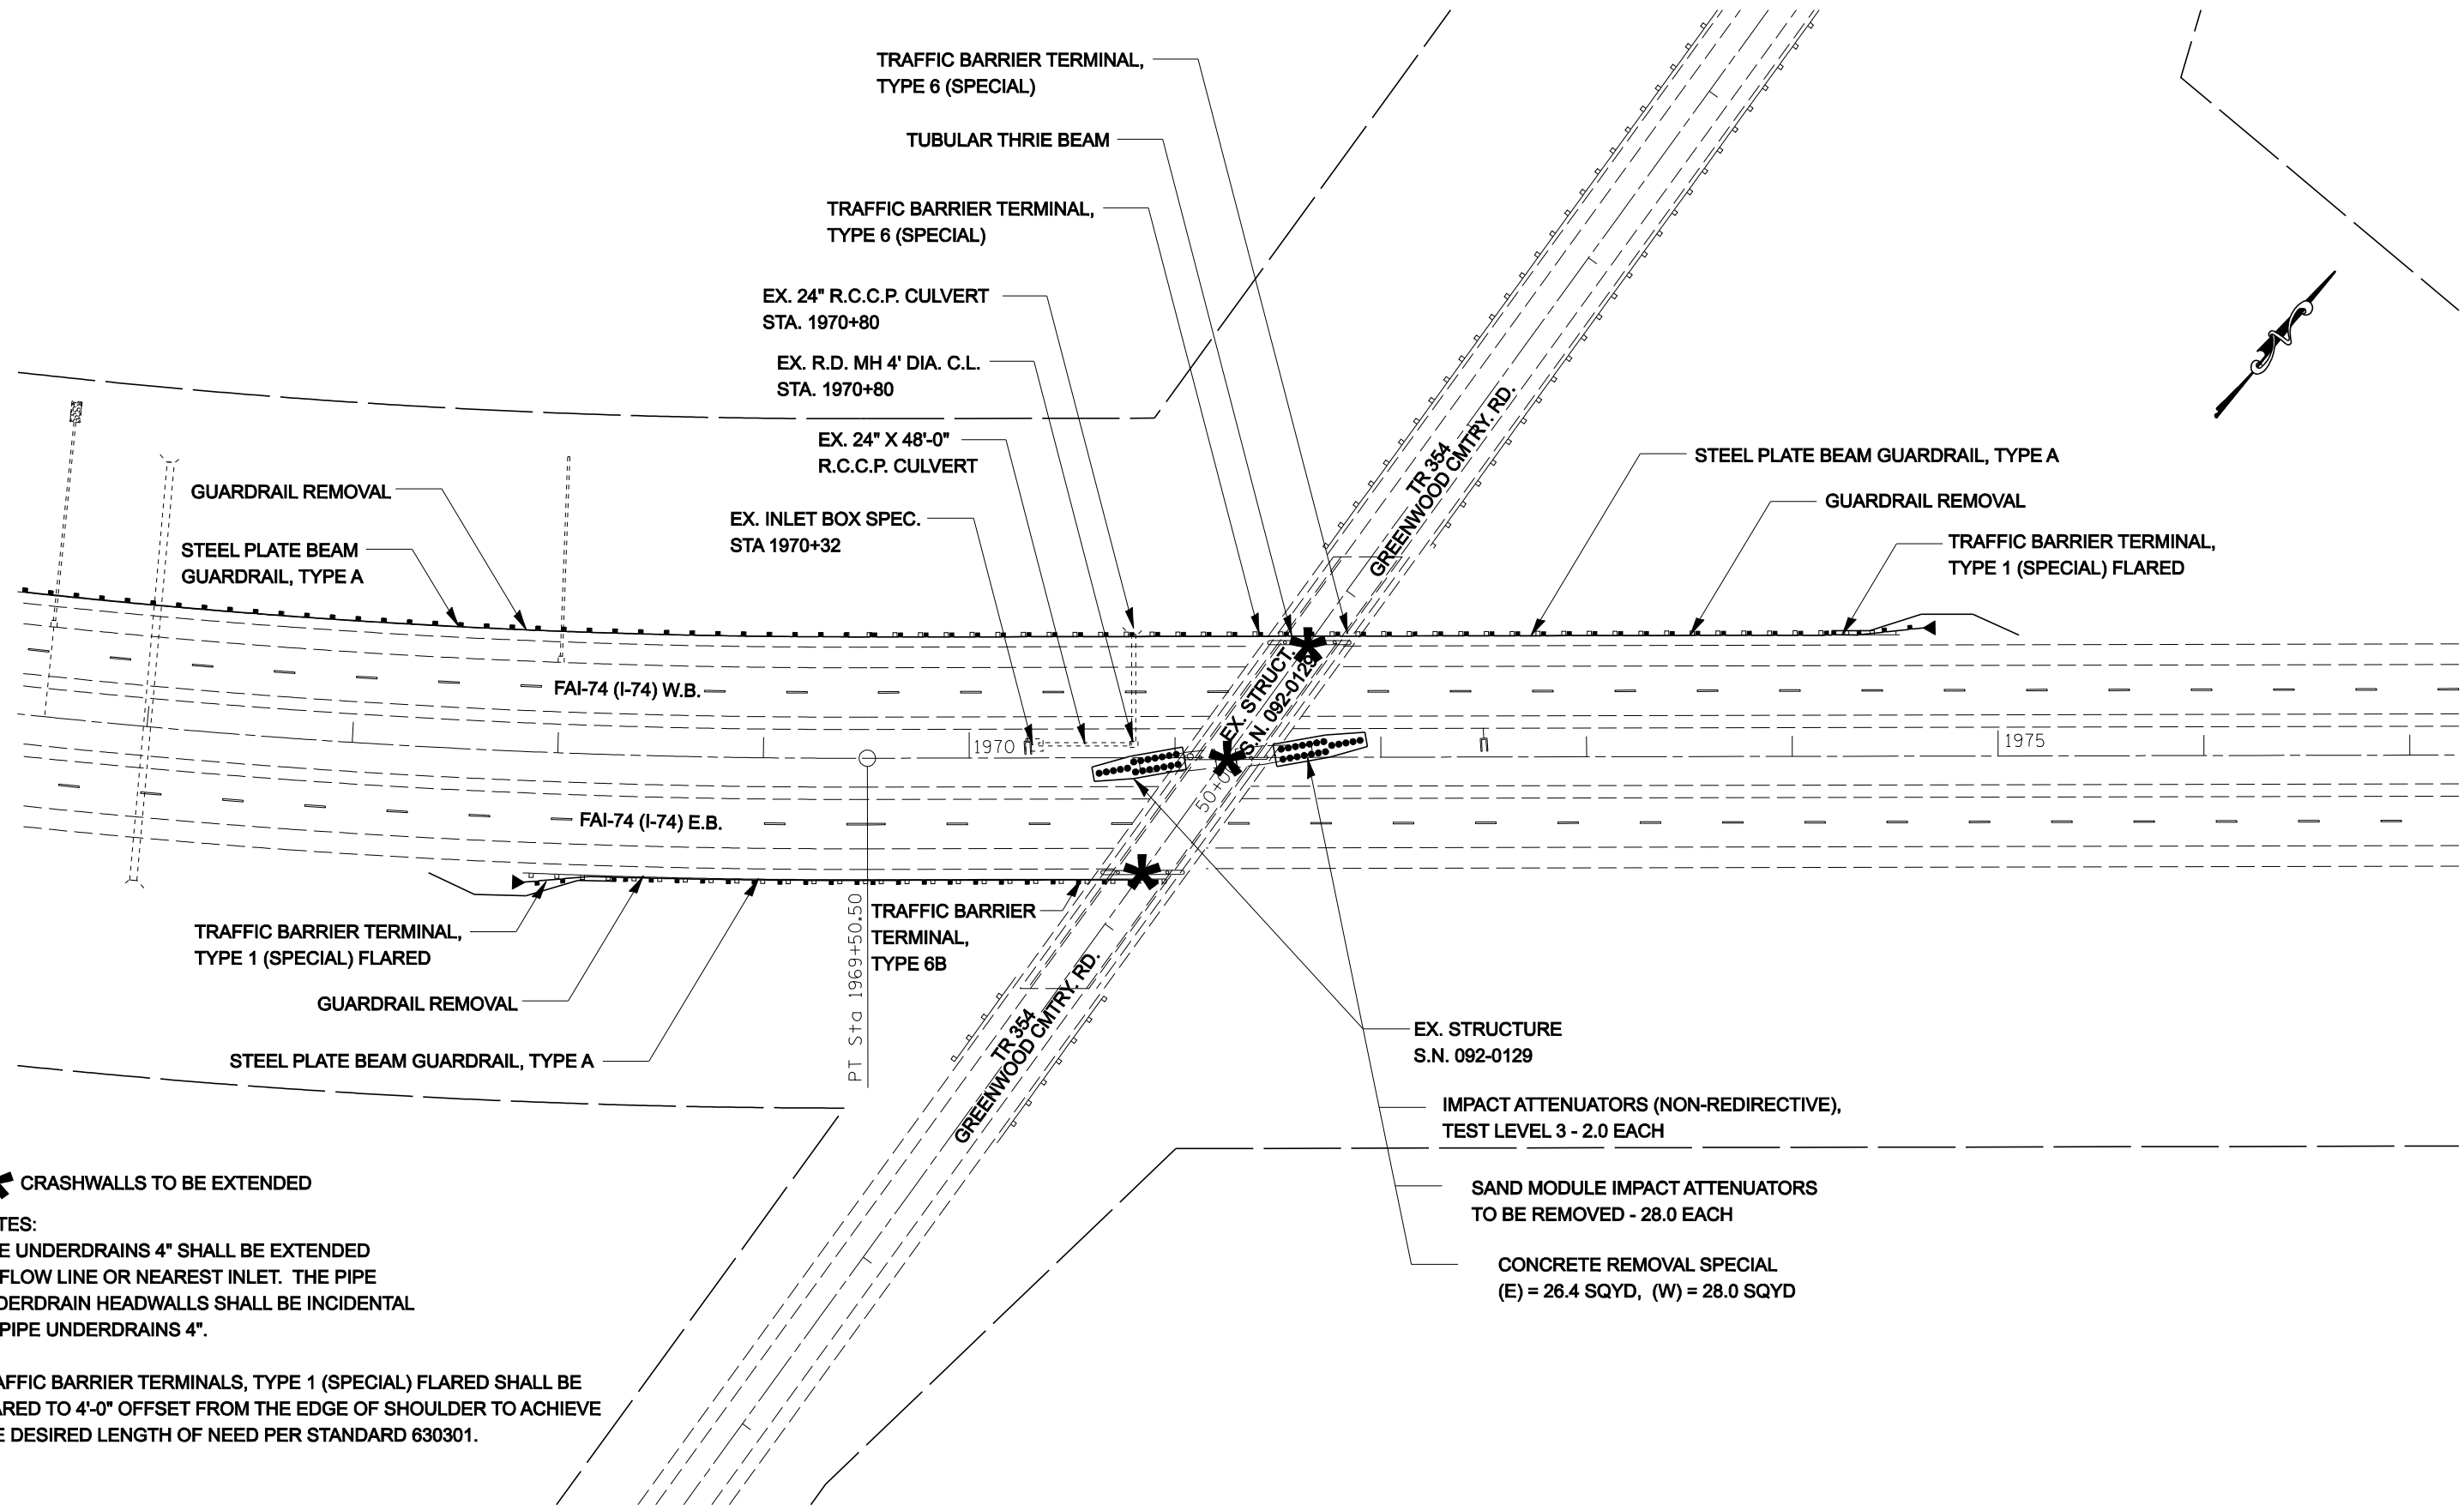 TRAFFIC BARRIER TERMINAL,
TYPE 6 (SPECIAL)
TUBULAR THRIE BEAM
TRAFFIC BARRIER TERMINAL,
TYPE 6 (SPECIAL)
EX. 24" R.C.C.P. CULVERT
STA. 1970+80
EX. R.D. MH 4' DIA. C.L.
STA. 1970+80
EX. 24" X 48'-0"
R.C.C.P. CULVERT
EX. INLET BOX SPEC.
STA 1970+32
GUARDRAIL REMOVAL
STEEL PLATE BEAM
GUARDRAIL, TYPE A
TR 354
GREENWOOD CMTRY. RD.
STEEL PLATE BEAM GUARDRAIL, TYPE A
GUARDRAIL REMOVAL
TRAFFIC BARRIER TERMINAL,
TYPE 1 (SPECIAL) FLARED
N
FAI-74 (I-74) W.B.
EX. STRUCT.
S.N. 092-0129
1970
1975
50+00
FAI-74 (I-74) E.B.
PT Sta 1969+50.50
TRAFFIC BARRIER
TERMINAL,
TYPE 6B
TRAFFIC BARRIER TERMINAL,
TYPE 1 (SPECIAL) FLARED
GUARDRAIL REMOVAL
STEEL PLATE BEAM GUARDRAIL, TYPE A
TR 354
GREENWOOD CMTRY. RD.
EX. STRUCTURE
S.N. 092-0129
IMPACT ATTENUATORS (NON-REDIRECTIVE),
TEST LEVEL 3 - 2.0 EACH
SAND MODULE IMPACT ATTENUATORS
TO BE REMOVED - 28.0 EACH
CONCRETE REMOVAL SPECIAL
(E) = 26.4 SQYD, (W) = 28.0 SQYD
* CRASHWALLS TO BE EXTENDED
TES:
E UNDERDRAINS 4" SHALL BE EXTENDED
FLOW LINE OR NEAREST INLET. THE PIPE
DERDRAIN HEADWALLS SHALL BE INCIDENTAL
PIPE UNDERDRAINS 4".
AFFIC BARRIER TERMINALS, TYPE 1 (SPECIAL) FLARED SHALL BE
ARED TO 4'-0" OFFSET FROM THE EDGE OF SHOULDER TO ACHIEVE
E DESIRED LENGTH OF NEED PER STANDARD 630301.